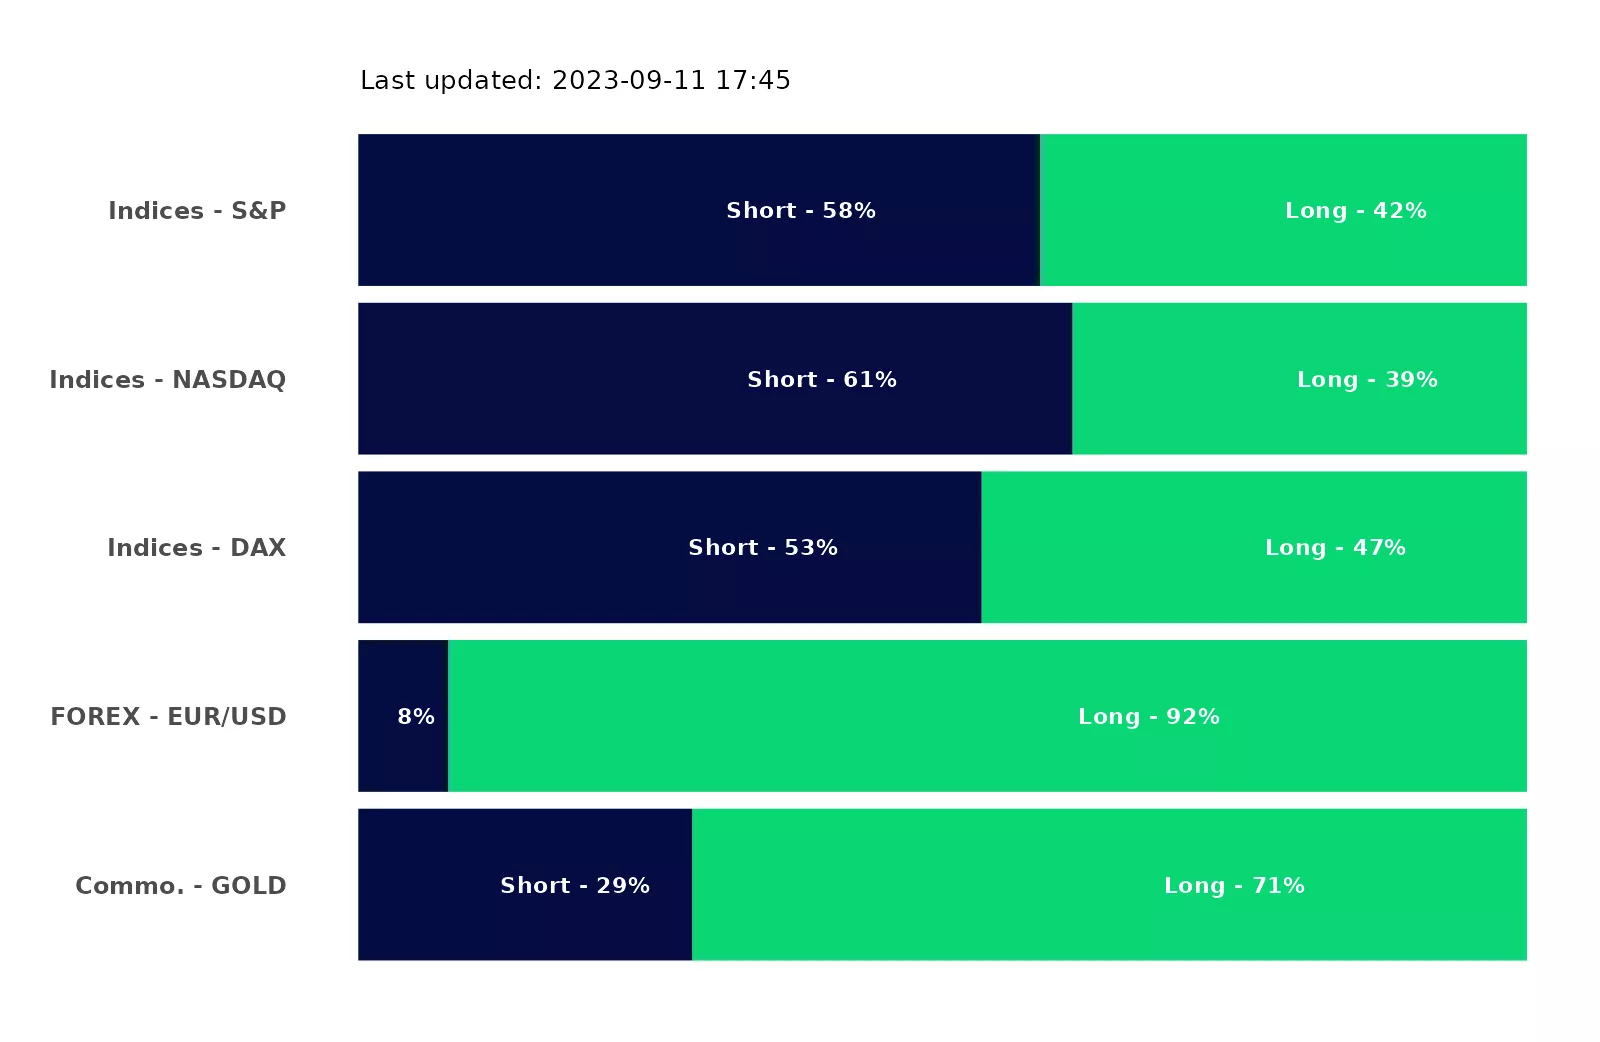 Last updated: 2023-09-11 17:45
Indices - S&P Short - 58% Long - 42%
Indices - NASDAQ Short - 61% Long - 39%
Indices - DAX Short - 53% Long - 47%
FOREX - EUR/USD 8% Long - 92%
Commo. - GOLD Short - 29% Long - 71%